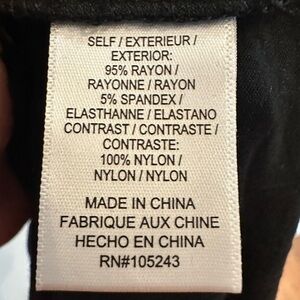 SELF / EXTERIEUR /
EXTERIOR:
95% RAYON /
RAYONNE / RAYON
5% SPANDEX /
ELASTHANNE / ELASTANO
CONTRAST / CONTRASTE /
CONTRASTE:
100% NYLON /
NYLON / NYLON
MADE IN CHINA
FABRIQUE AUX CHINE
HECHO EN CHINA
RN#105243